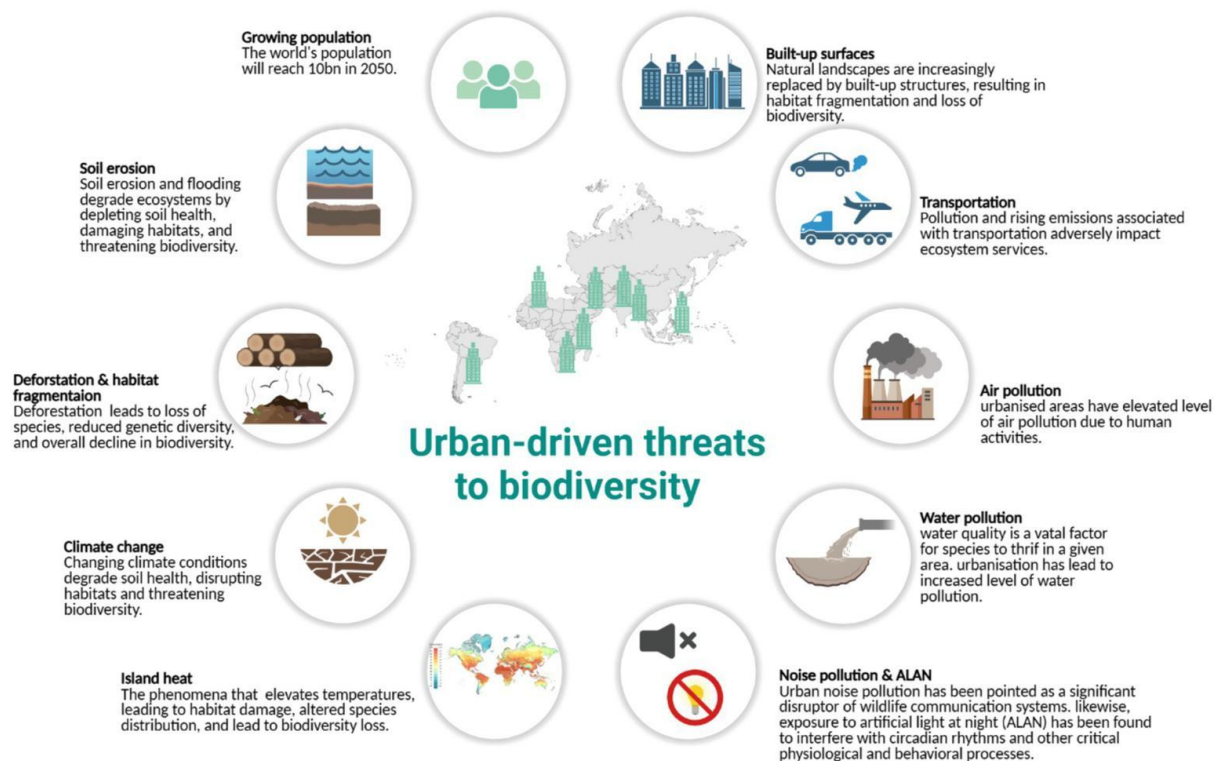 Growing population
The world's population
will reach 10bn in 2050.
Built-up surfaces
Natural landscapes are increasingly
replaced by built-up structures, resulting in
habitat fragmentation and loss of
biodiversity.
Soil erosion
Soil erosion and flooding
degrade ecosystems by
depleting soil health,
damaging habitats, and
threatening biodiversity.
Transportation
Pollution and rising emissions associated
with transportation adversely impact
ecosystem services.
Deforstation & habitat
fragmentaion
Deforestation leads to loss of
species, reduced genetic diversity,
and overall decline in biodiversity.
Air pollution
urbanised areas have elevated level
of air pollution due to human
activities.
Urban-driven threats
to biodiversity
Climate change
Changing climate conditions
degrade soil health, disrupting
habitats and threatening
biodiversity.
Water pollution
water quality is a vatal factor
for species to thrif in a given
area. urbanisation has lead to
increased level of water
pollution.
Island heat
The phenomena that elevates temperatures,
leading to habitat damage, altered species
distribution, and lead to biodiversity loss.
Noise pollution & ALAN
Urban noise pollution has been pointed as a significant
disruptor of wildlife communication systems. likewise,
exposure to artificial light at night (ALAN) has been found
to interfere with circadian rhythms and other critical
physiological and behavioral processes.